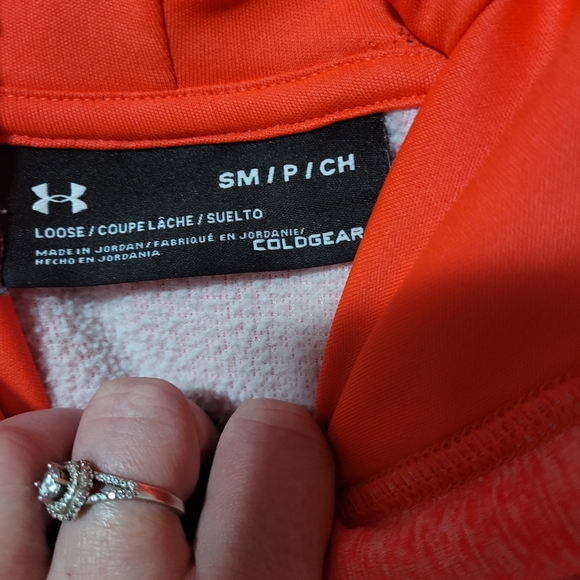 SM / P / CH
LOOSE / COUPE LÂCHE / SUELTO
MADE IN JORDAN / FABRIQUÉ EN JORDANIE/
HECHO EN JORDANIA
COLDGEAR